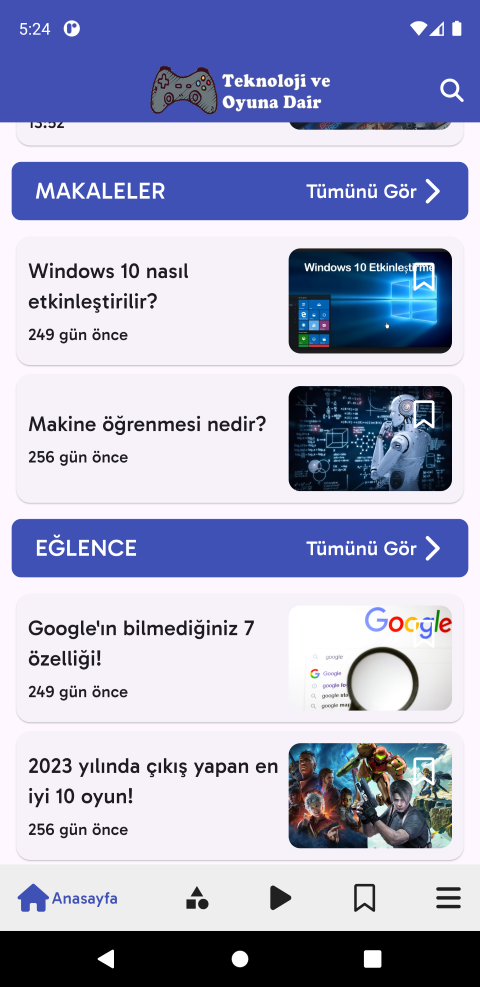 5:24
Teknoloji ve
Oyuna Dair
13:52
MAKALELER
Tümünü Gör
Windows 10 nasıl
etkinleştirilir?
249 gün önce
Windows 10 Etkinleştirme
Makine öğrenmesi nedir?
256 gün önce
EĞLENCE
Tümünü Gör
Google'ın bilmediğiniz 7
özelliği!
249 gün önce
Google
google
Google
2023 yılında çıkış yapan en
iyi 10 oyun!
256 gün önce
Anasayfa